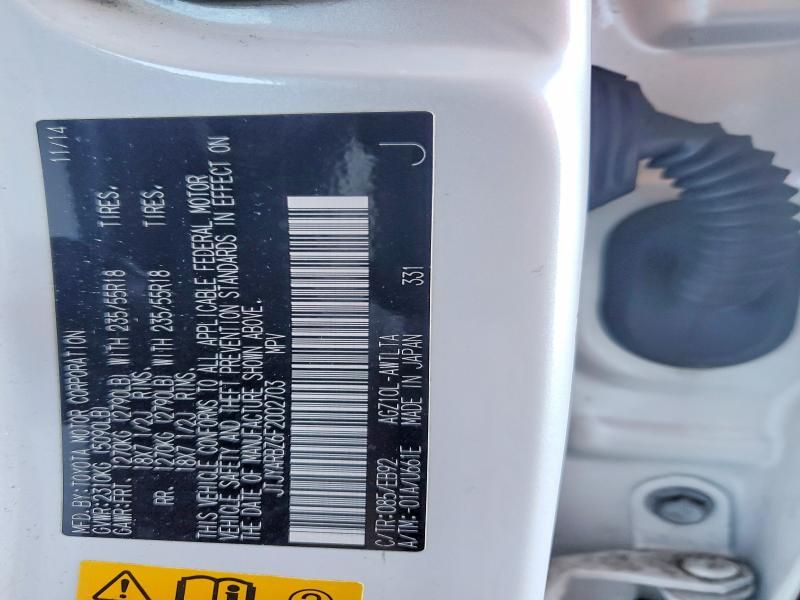 MFD.BY:TOYOTA MOTOR CORPORATION 11/14
GVWR:2310KG (5000LB)
GAWR:FRT. 1270KG (2790LB) WITH 235/55R18 TIRES,
18X7 1/2J RIMS.
RR. 1270KG (2790LB) WITH 235/55R18 TIRES,
18X7 1/2J RIMS.
THIS VEHICLE CONFORMS TO ALL APPLICABLE FEDERAL MOTOR
VEHICLE SAFETY AND THEFT PREVENTION STANDARDS IN EFFECT ON
THE DATE OF MANUFACTURE SHOWN ABOVE.
JTJYARBZ6F2002703 MPV
C/TR:085/EB92 AGZ10L-AWTLTA J
A/TM:-01A/U661E MADE IN JAPAN 331